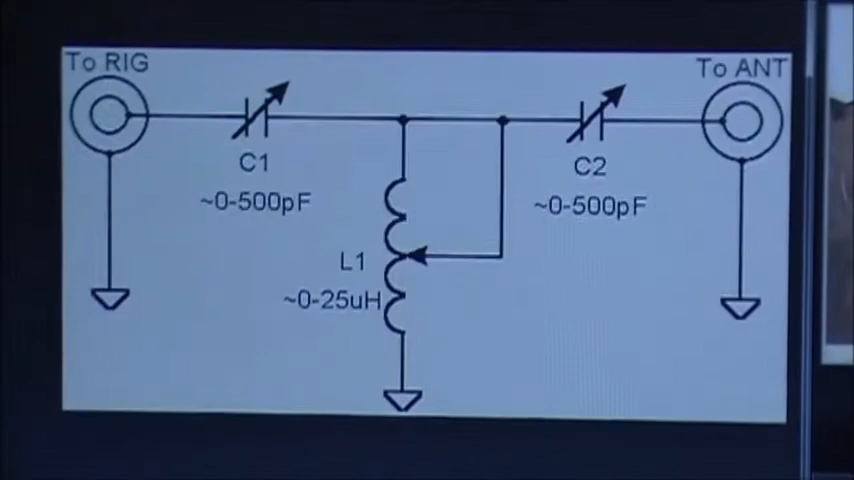 To RIG
To ANT
C1
~0-500pF
C2
~0-500pF
L1
~0-25uH